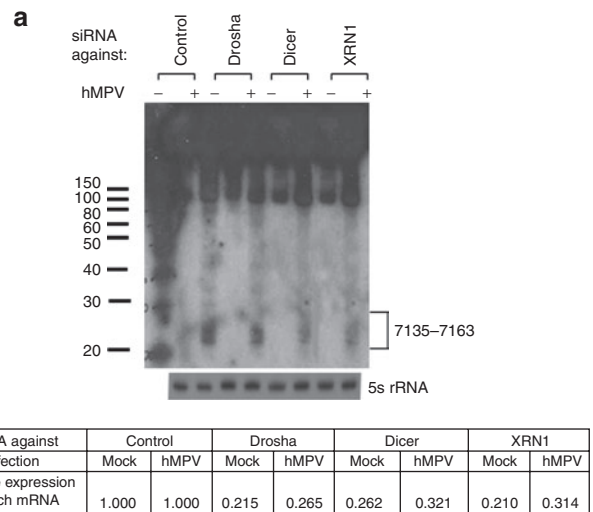 a
siRNA against: Control Drosha Dicer XRN1
hMPV − + − + − + − +
150
100
80
60
50
40
30
20
7135–7163
5s rRNA
against Control Drosha Dicer XRN1
Mock hMPV Mock hMPV Mock hMPV Mock hMPV
expression
mRNA 1.000 1.000 0.215 0.265 0.262 0.321 0.210 0.314